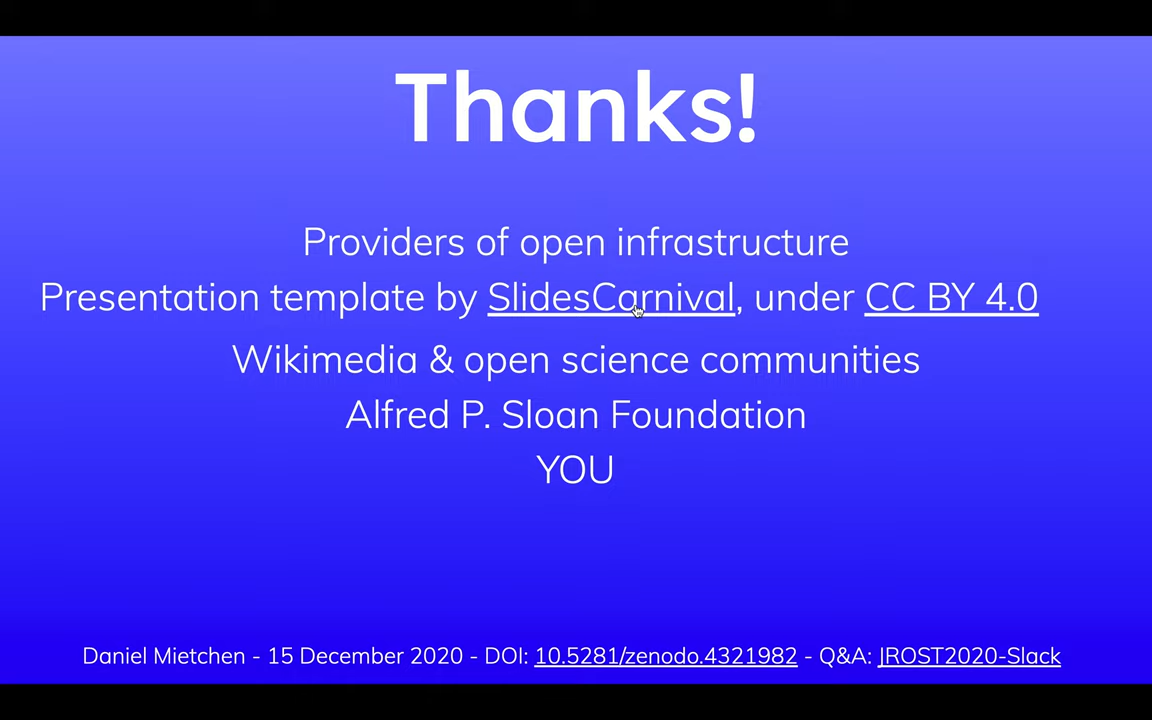 Thanks!
Providers of open infrastructure
Presentation template by SlidesCarnival, under CC BY 4.0
Wikimedia & open science communities
Alfred P. Sloan Foundation
YOU
Daniel Mietchen - 15 December 2020 - DOI: 10.5281/zenodo.4321982 - Q&A: JROST2020-Slack